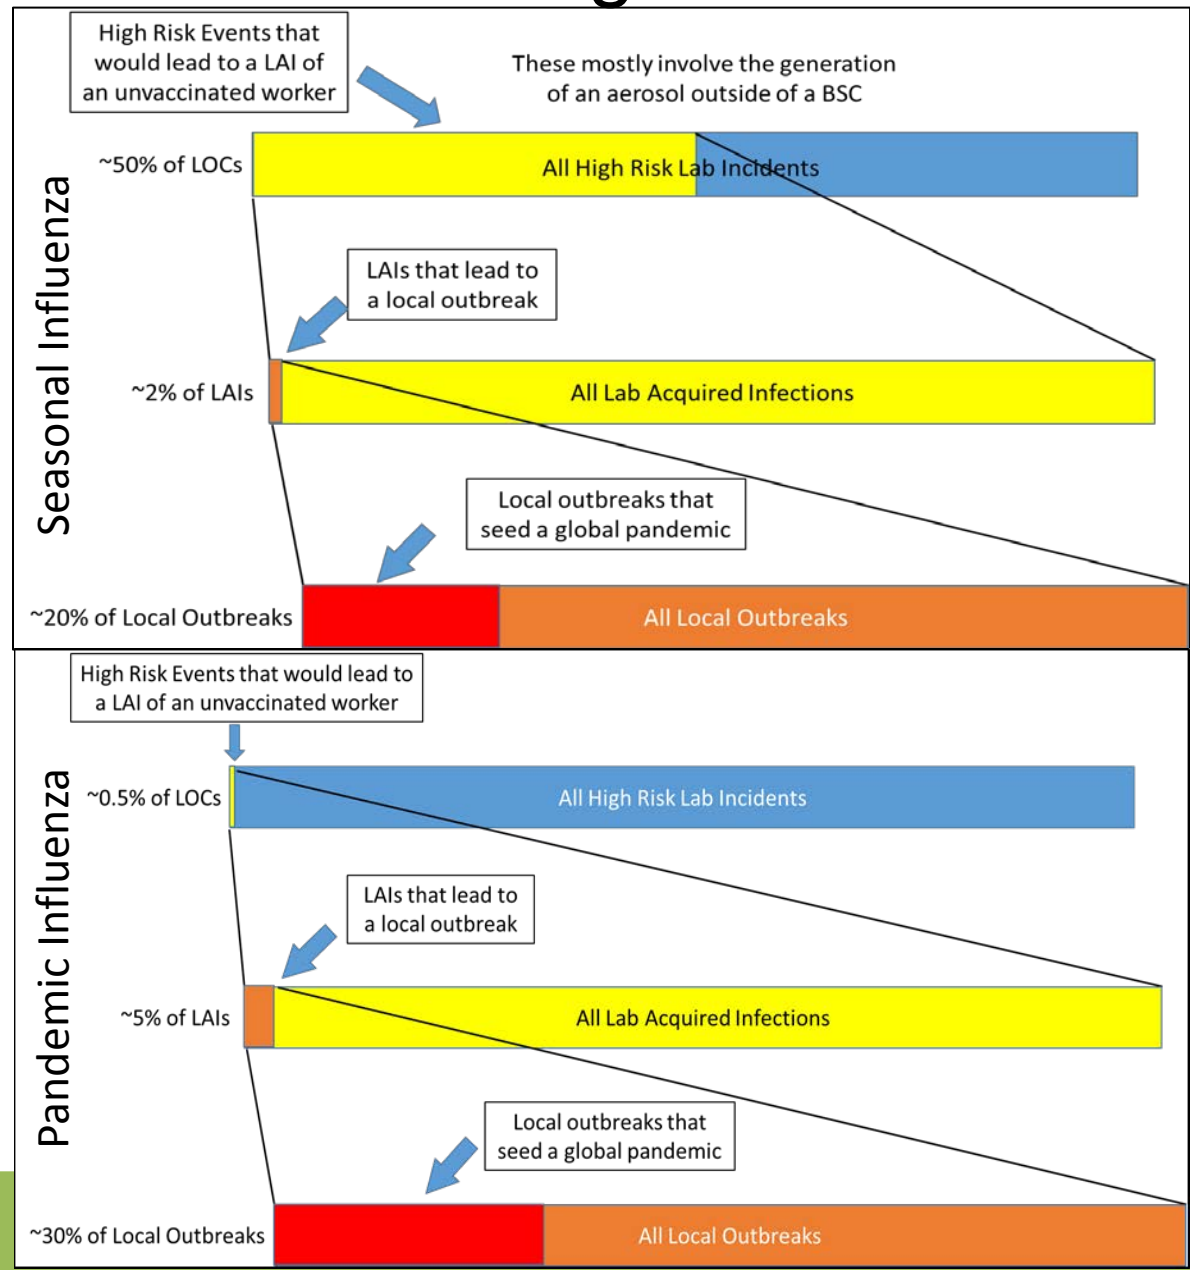 High Risk Events that
would lead to a LAI of
an unvaccinated worker
These mostly involve the generation
of an aerosol outside of a BSC
Seasonal Influenza
~50% of LOCs
All High Risk Lab Incidents
LAIs that lead to
a local outbreak
~2% of LAIs
All Lab Acquired Infections
Local outbreaks that
seed a global pandemic
~20% of Local Outbreaks
All Local Outbreaks
High Risk Events that would lead to
a LAI of an unvaccinated worker
Pandemic Influenza
~0.5% of LOCs
All High Risk Lab Incidents
LAIs that lead to
a local outbreak
~5% of LAIs
All Lab Acquired Infections
Local outbreaks that
seed a global pandemic
~30% of Local Outbreaks
All Local Outbreaks